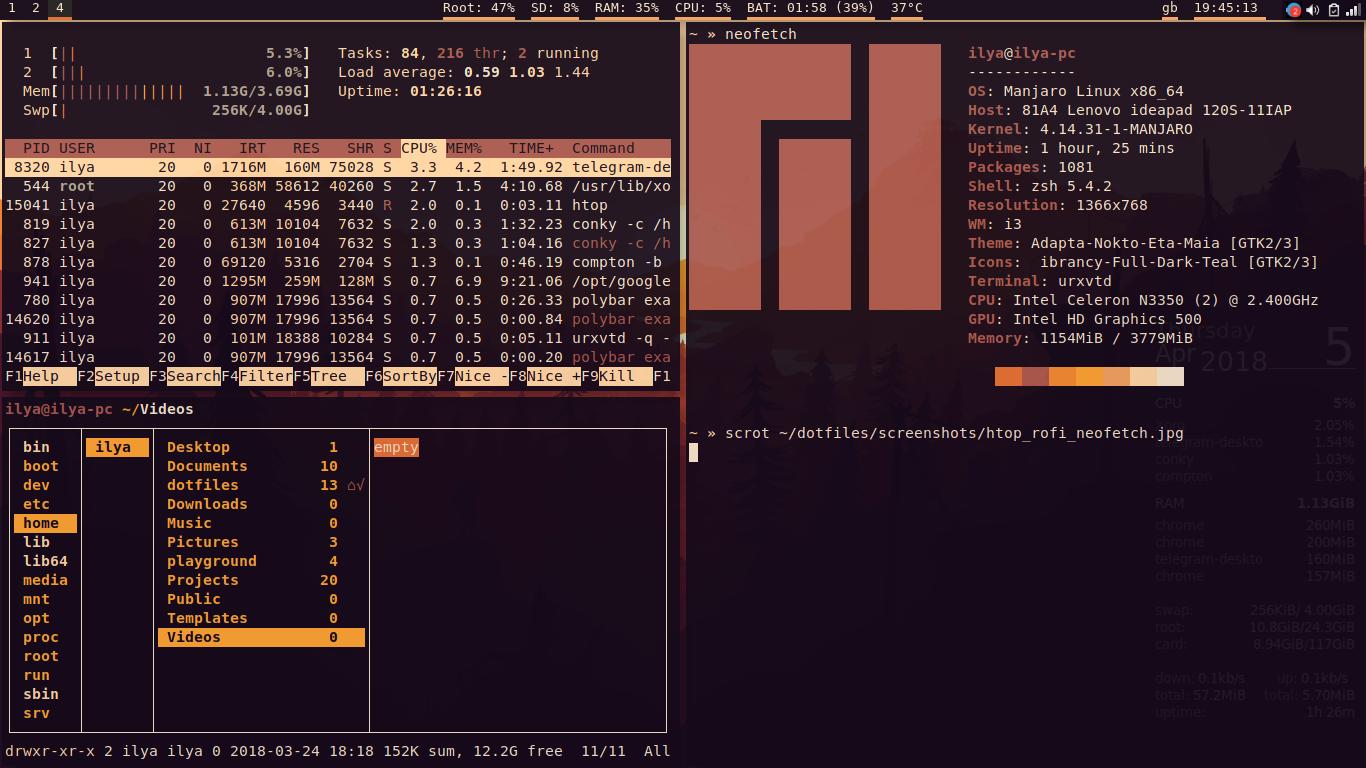 1 2 4 Root: 47% SD: 8% RAM: 35% CPU: 5% BAT: 01:58 (39%) 37°C gb 19:45:13 2
1 [|| 5.3%] Tasks: 84, 216 thr; 2 running
2 [||| 6.0%] Load average: 0.59 1.03 1.44
Mem[|||||||||||||| 1.13G/3.69G] Uptime: 01:26:16
Swp[| 256K/4.00G]
PID USER PRI NI IRT RES SHR S CPU% MEM% TIME+ Command
8320 ilya 20 0 1716M 160M 75028 S 3.3 4.2 1:49.92 telegram-de
544 root 20 0 368M 58612 40260 S 2.7 1.5 4:10.68 /usr/lib/xo
15041 ilya 20 0 27640 4596 3440 R 2.0 0.1 0:03.11 htop
819 ilya 20 0 613M 10104 7632 S 2.0 0.3 1:32.23 conky -c /h
827 ilya 20 0 613M 10104 7632 S 1.3 0.3 1:04.16 conky -c /h
878 ilya 20 0 69120 5316 2704 S 1.3 0.1 0:46.19 compton -b
941 ilya 20 0 1295M 259M 128M S 0.7 6.9 9:21.06 /opt/google
780 ilya 20 0 907M 17996 13564 S 0.7 0.5 0:26.33 polybar exa
14620 ilya 20 0 907M 17996 13564 S 0.7 0.5 0:00.84 polybar exa
911 ilya 20 0 101M 18388 10284 S 0.7 0.5 0:05.11 urxvtd -q -
14617 ilya 20 0 907M 17996 13564 S 0.7 0.5 0:00.20 polybar exa
F1Help F2Setup F3SearchF4FilterF5Tree F6SortByF7Nice -F8Nice +F9Kill F1
ilya@ilya-pc ~/Videos
bin ilya Desktop 1 empty
boot Documents 10
dev dotfiles 13 ⌂√
etc Downloads 0
home Music 0
lib Pictures 3
lib64 playground 4
media Projects 20
mnt Public 0
opt Templates 0
proc Videos 0
root
run
sbin
srv
drwxr-xr-x 2 ilya ilya 0 2018-03-24 18:18 152K sum, 12.2G free 11/11 All
~ » neofetch
ilya@ilya-pc
------------
OS: Manjaro Linux x86_64
Host: 81A4 Lenovo ideapad 120S-11IAP
Kernel: 4.14.31-1-MANJARO
Uptime: 1 hour, 25 mins
Packages: 1081
Shell: zsh 5.4.2
Resolution: 1366x768
WM: i3
Theme: Adapta-Nokto-Eta-Maia [GTK2/3]
Icons: ibrancy-Full-Dark-Teal [GTK2/3]
Terminal: urxvtd
CPU: Intel Celeron N3350 (2) @ 2.400GHz
GPU: Intel HD Graphics 500
Memory: 1154MiB / 3779MiB
~ » scrot ~/dotfiles/screenshots/htop_rofi_neofetch.jpg
Thursday
Apr 2018 5
CPU 5%
2.05%
telegram-deskto 1.54%
conky 1.03%
compton 1.03%
RAM 1.13GiB
chrome 260MiB
chrome 200MiB
telegram-deskto 160MiB
chrome 157MiB
swap: 256KiB/ 4.00GiB
root: 10.8GiB/24.3GiB
card: 8.94GiB/117GiB
down: 0.1kb/s up: 0.1kb/s
total: 57.2MiB total: 5.70MiB
uptime: 1h 26m